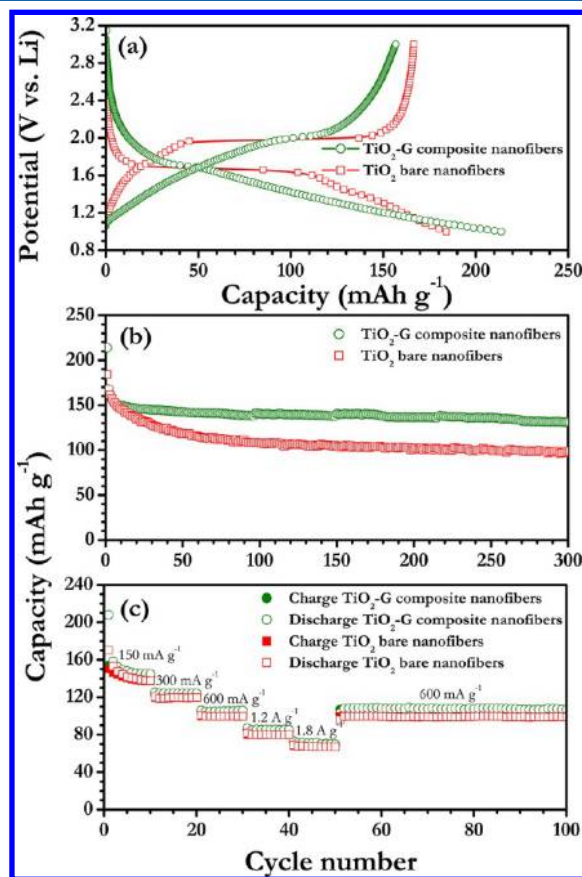 (a)
Potential (V vs. Li)
3.2
2.8
2.4
2.0
1.6
1.2
0.8
TiO₂-G composite nanofibers
TiO₂ bare nanofibers
0 50 100 150 200 250
Capacity (mAh g⁻¹)
(b)
250
200
150
100
50
0
TiO₂-G composite nanofibers
TiO₂ bare nanofibers
0 50 100 150 200 250 300
Capacity (mAh g⁻¹)
(c)
240
200
160
120
80
40
0
Charge TiO₂-G composite nanofibers
Discharge TiO₂-G composite nanofibers
Charge TiO₂ bare nanofibers
Discharge TiO₂ bare nanofibers
150 mA g⁻¹
300 mA g⁻¹
600 mA g⁻¹
1.2 A g⁻¹
1.8 A g⁻¹
600 mA g⁻¹
0 20 40 60 80 100
Cycle number